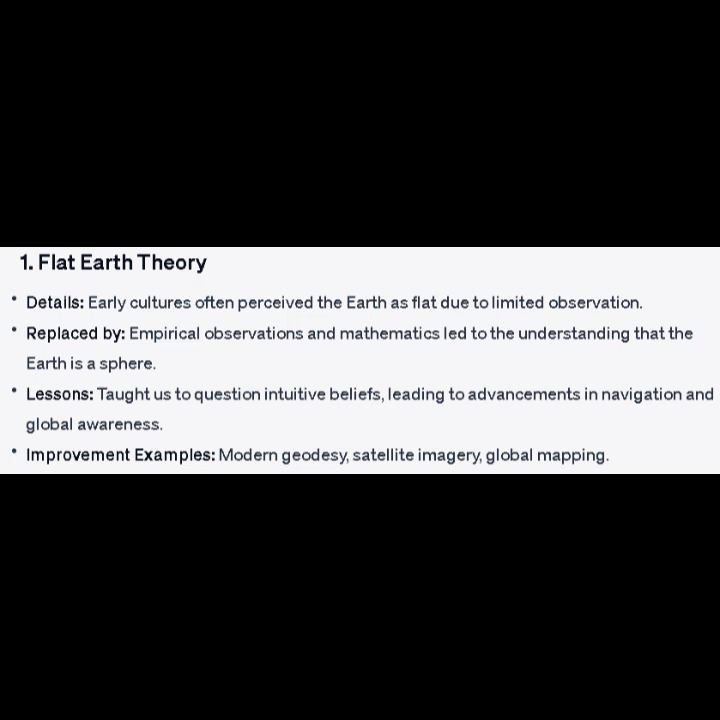 1. Flat Earth Theory
• Details: Early cultures often perceived the Earth as flat due to limited observation.
• Replaced by: Empirical observations and mathematics led to the understanding that the
Earth is a sphere.
• Lessons: Taught us to question intuitive beliefs, leading to advancements in navigation and
global awareness.
• Improvement Examples: Modern geodesy, satellite imagery, global mapping.